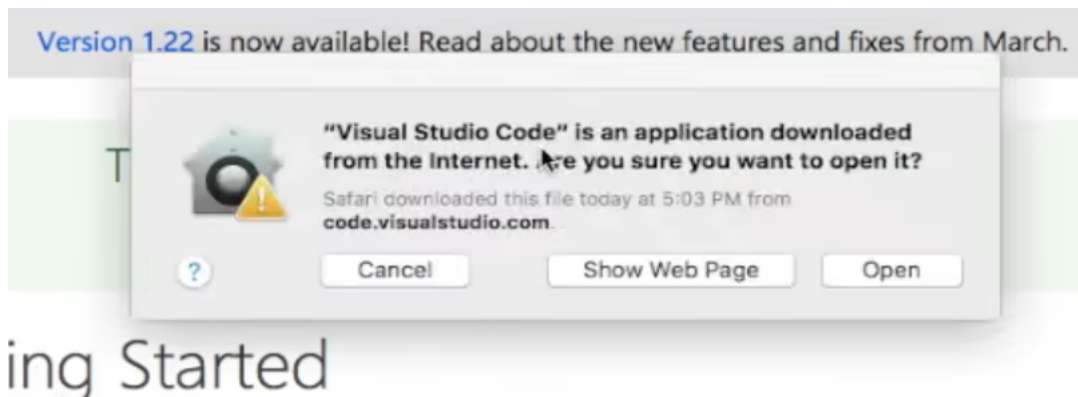 Version 1.22 is now available! Read about the new features and fixes from March.
T
“Visual Studio Code” is an application downloaded
from the Internet. Are you sure you want to open it?
Safari downloaded this file today at 5:03 PM from
code.visualstudio.com.
?
Cancel
Show Web Page
Open
ing Started